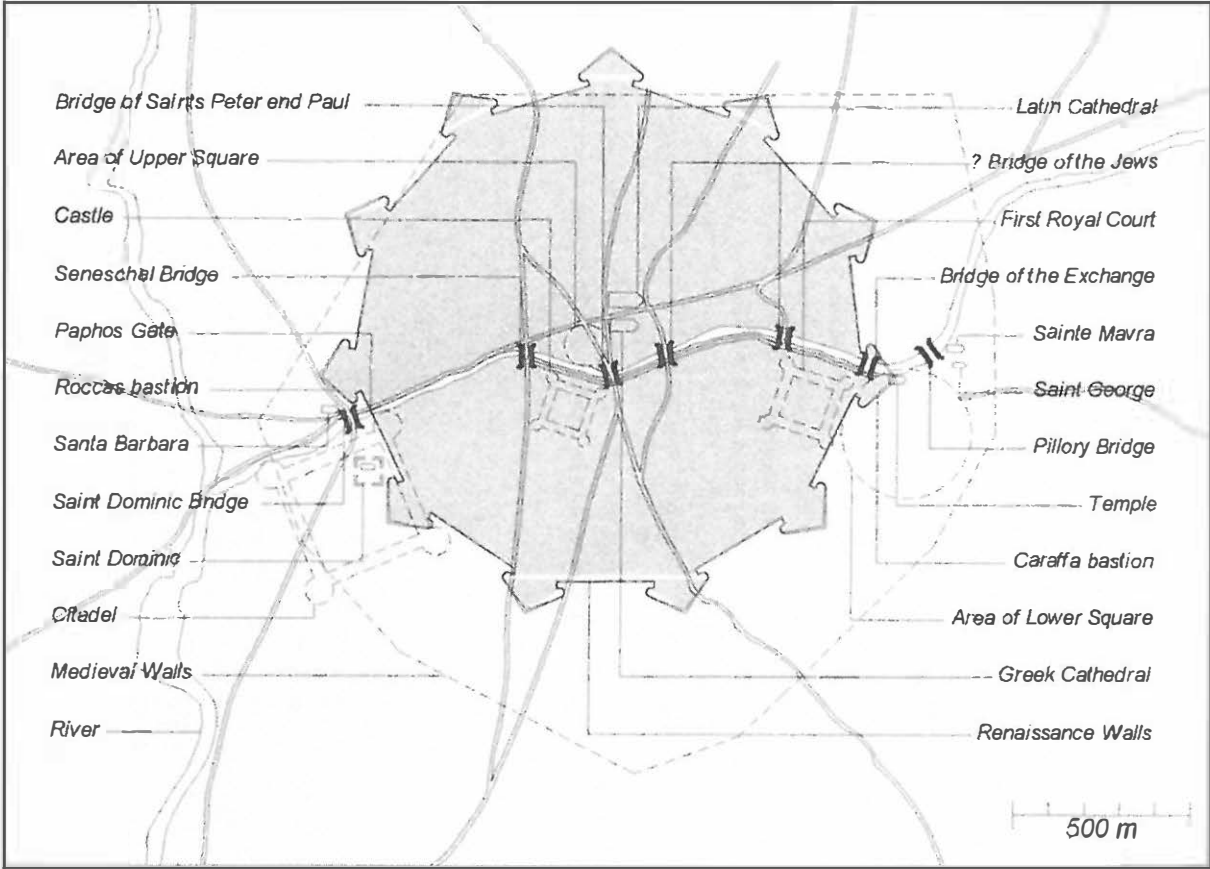 Bridge of Saints Peter end Paul
Area of Upper Square
Castle
Seneschal Bridge
Paphos Gate
Roccas bastion
Santa Barbara
Saint Dominic Bridge
Saint Dominic
Citadel
Medieval Walls
River
Latin Cathedral
? Bridge of the Jews
First Royal Court
Bridge of the Exchange
Sainte Mavra
Saint George
Pillory Bridge
Temple
Caraffa bastion
Area of Lower Square
Greek Cathedral
Renaissance Walls
500 m